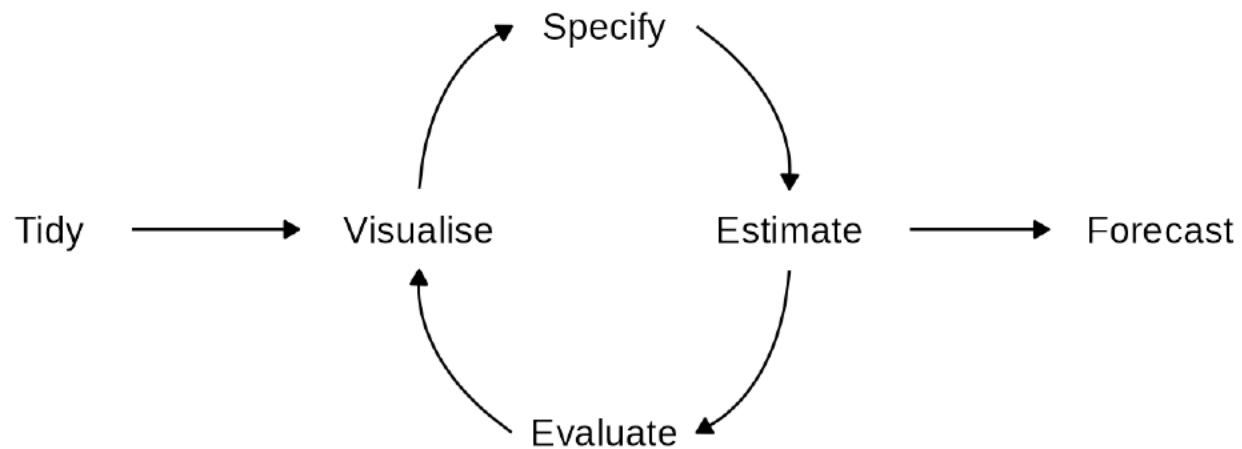 Specify
Tidy
Visualise
Estimate
Forecast
Evaluate